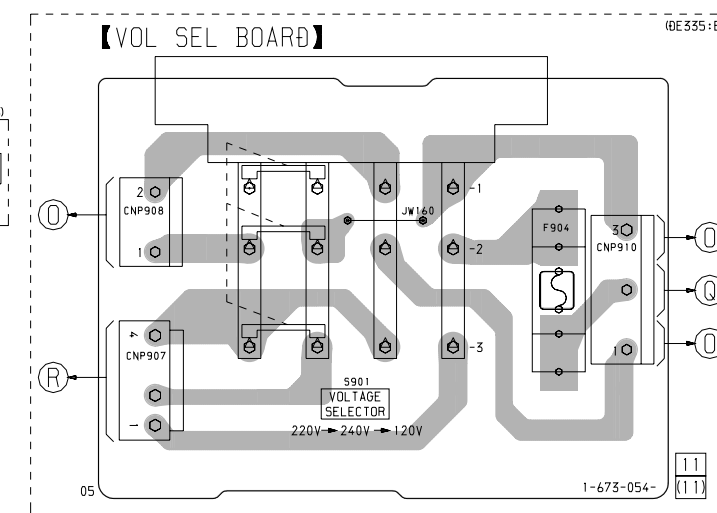 【VOL SEL BOARD】
(DE335:E
)
2
CNP908
1
O
JW160
-1
-2
-3
F904
3
CNP910
1
O
Q
O
4
CNP907
1
R
S901
VOLTAGE
SELECTOR
220V → 240V → 120V
05
1-673-054-
11
(11)